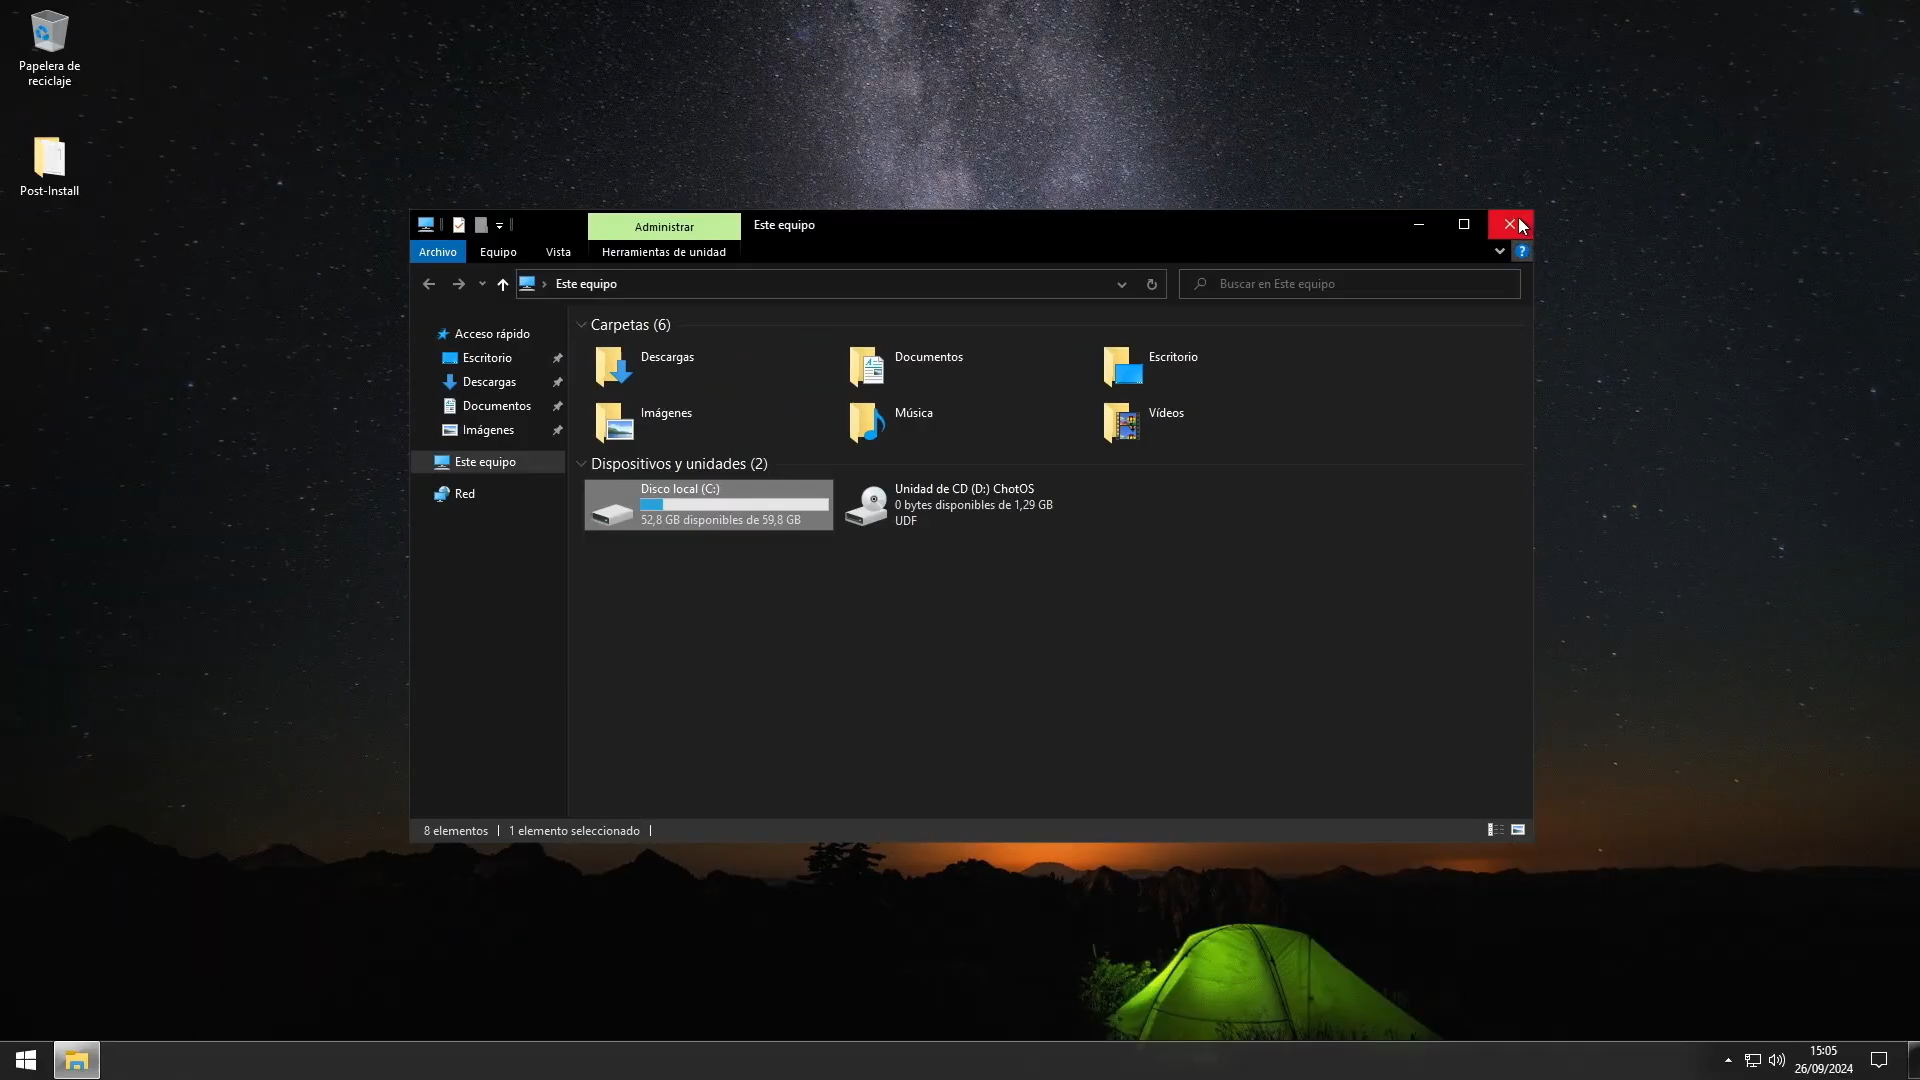 Papelera de
reciclaje
Post-Install
Administrar
Este equipo
Archivo
Equipo
Vista
Herramientas de unidad
Este equipo
Buscar en Este equipo
Acceso rápido
Escritorio
Descargas
Documentos
Imágenes
Este equipo
Red
Carpetas (6)
Descargas
Documentos
Escritorio
Imágenes
Música
Vídeos
Dispositivos y unidades (2)
Disco local (C:)
52,8 GB disponibles de 59,8 GB
Unidad de CD (D:) ChotOS
0 bytes disponibles de 1,29 GB
UDF
8 elementos
1 elemento seleccionado
15:05
26/09/2024